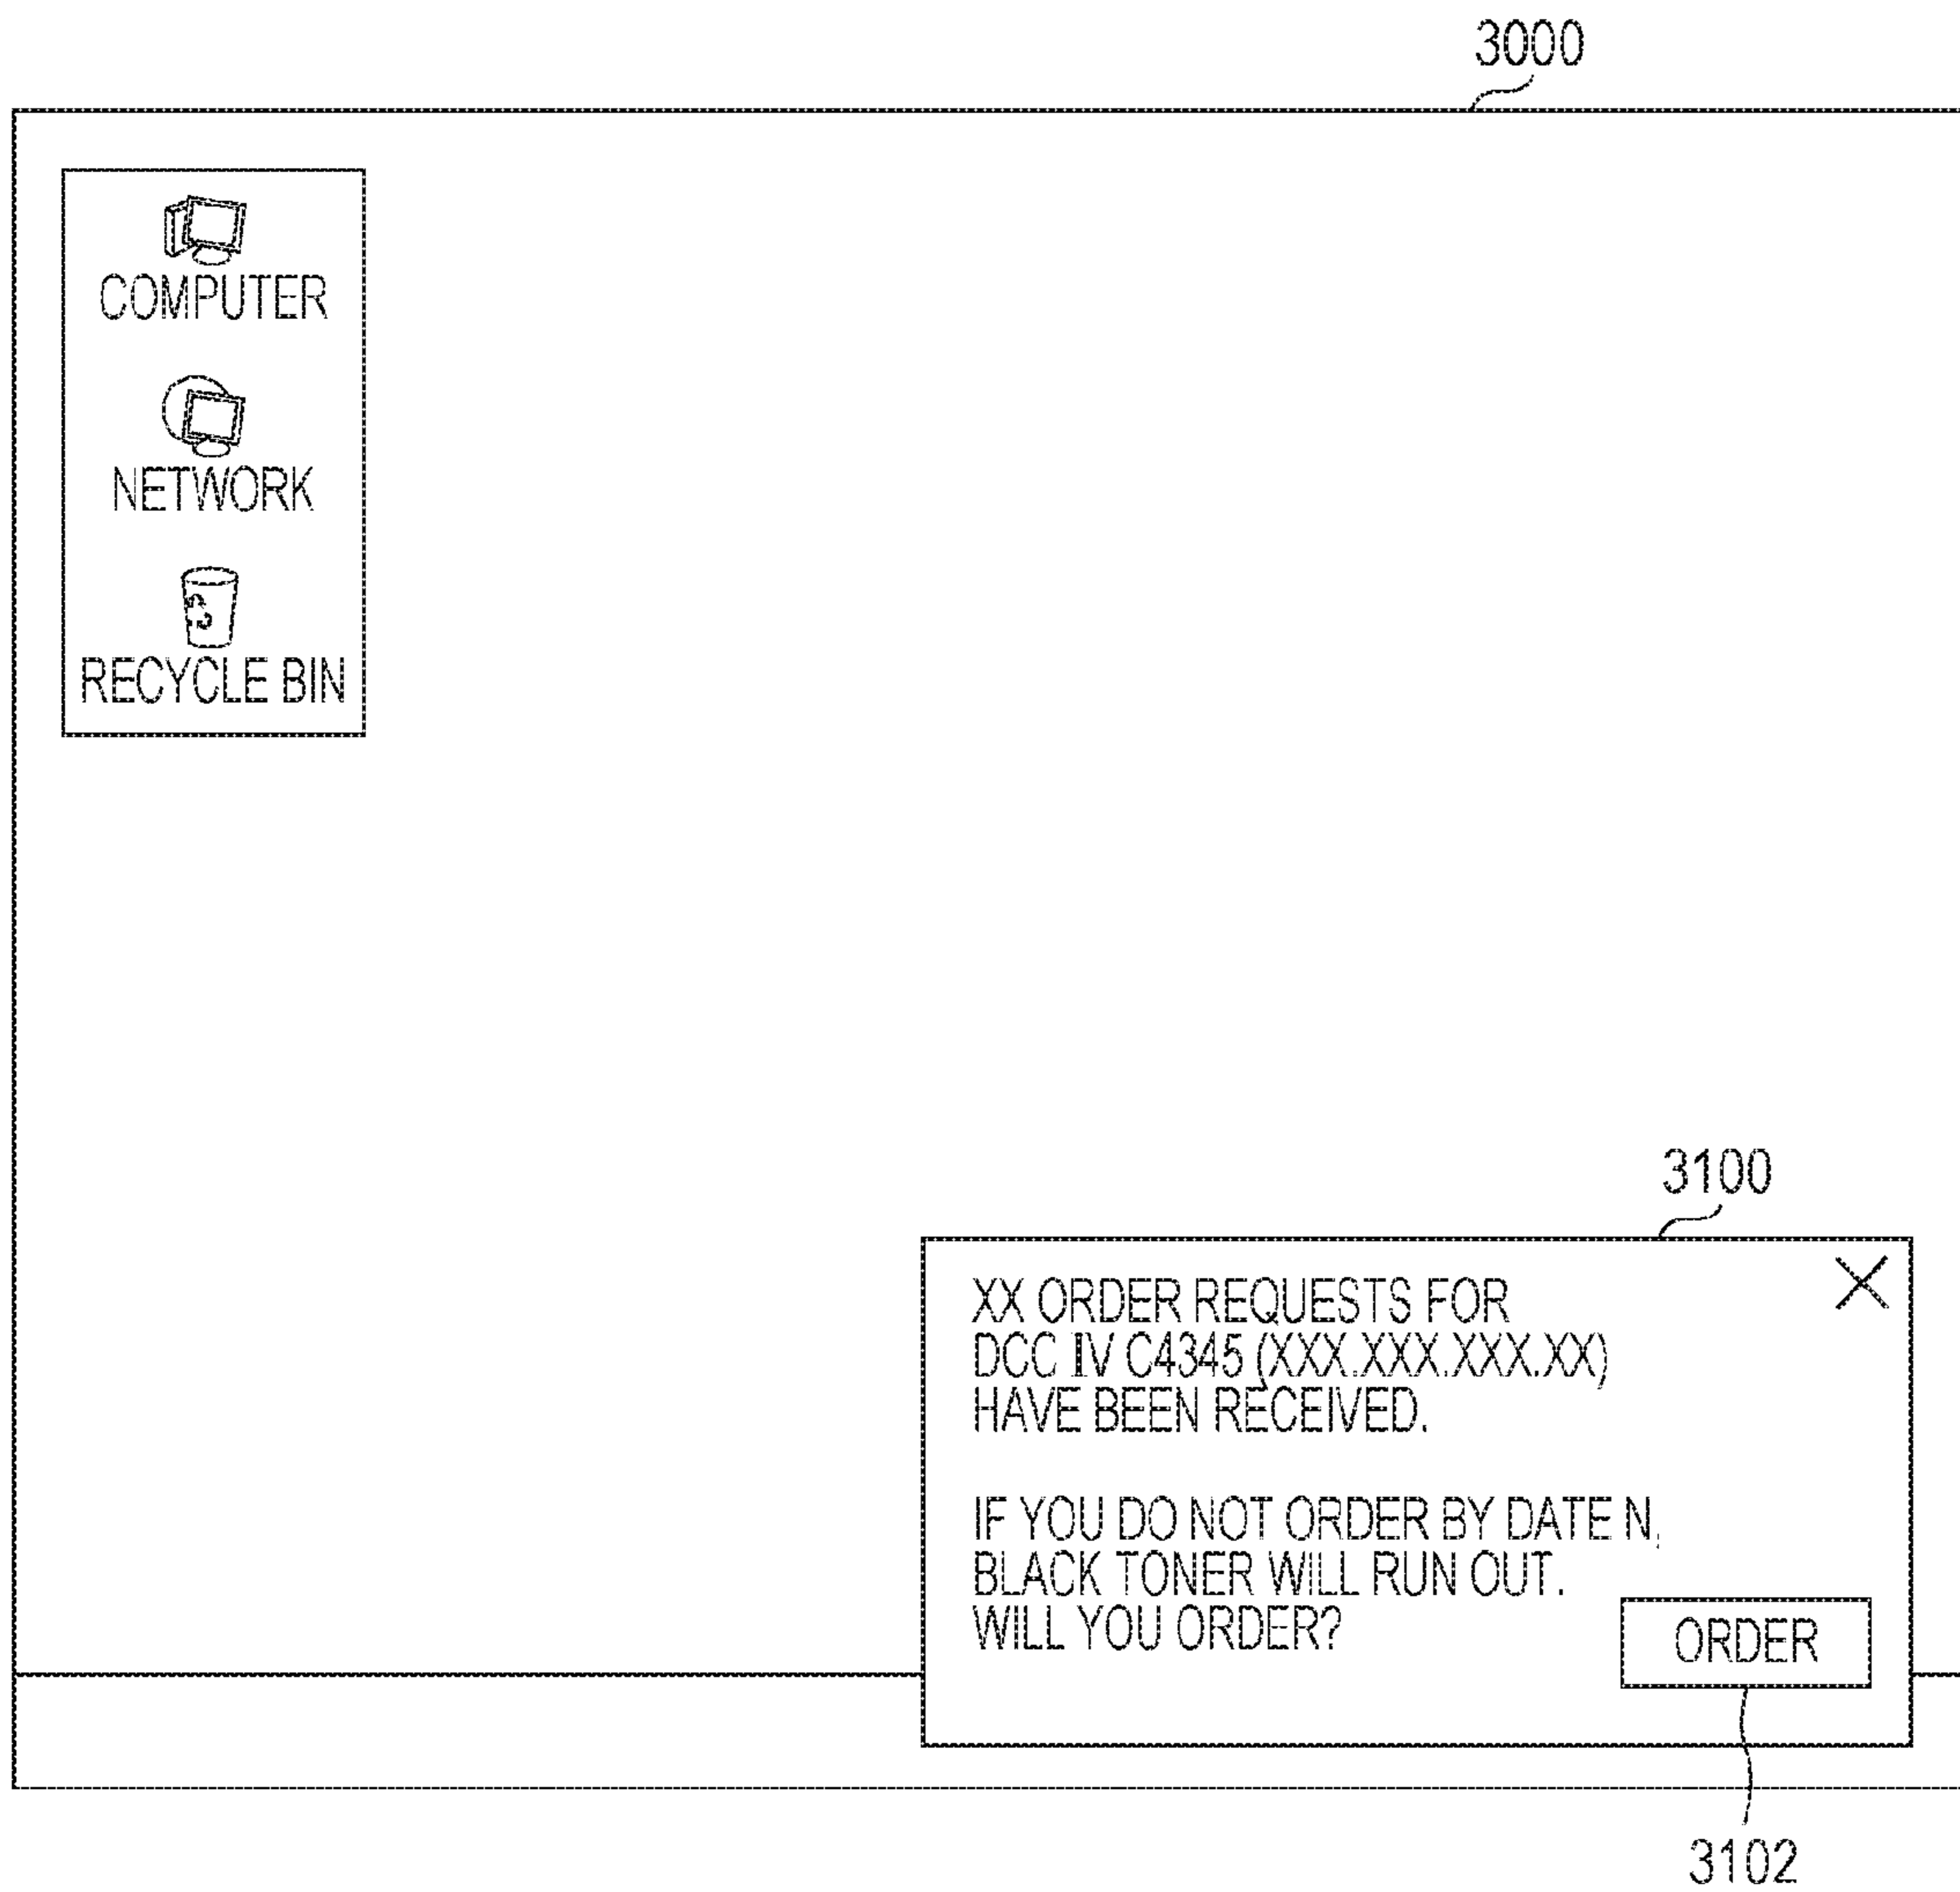 3000
COMPUTER
NETWORK
RECYCLE BIN
3100
XX ORDER REQUESTS FOR
DCC IV C4345 (XXX.XXX.XXX.XX)
HAVE BEEN RECEIVED.
IF YOU DO NOT ORDER BY DATE N,
BLACK TONER WILL RUN OUT.
WILL YOU ORDER?
ORDER
3102